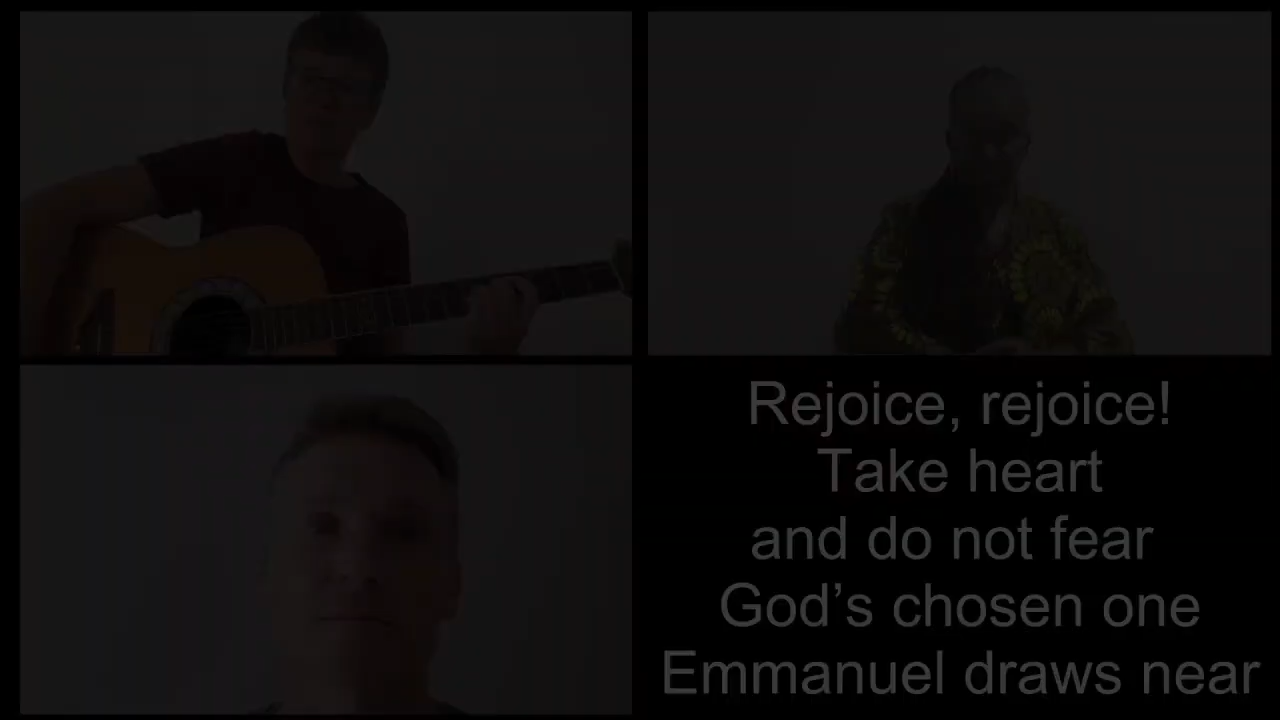 Rejoice, rejoice!
Take heart
and do not fear
God’s chosen one
Emmanuel draws near